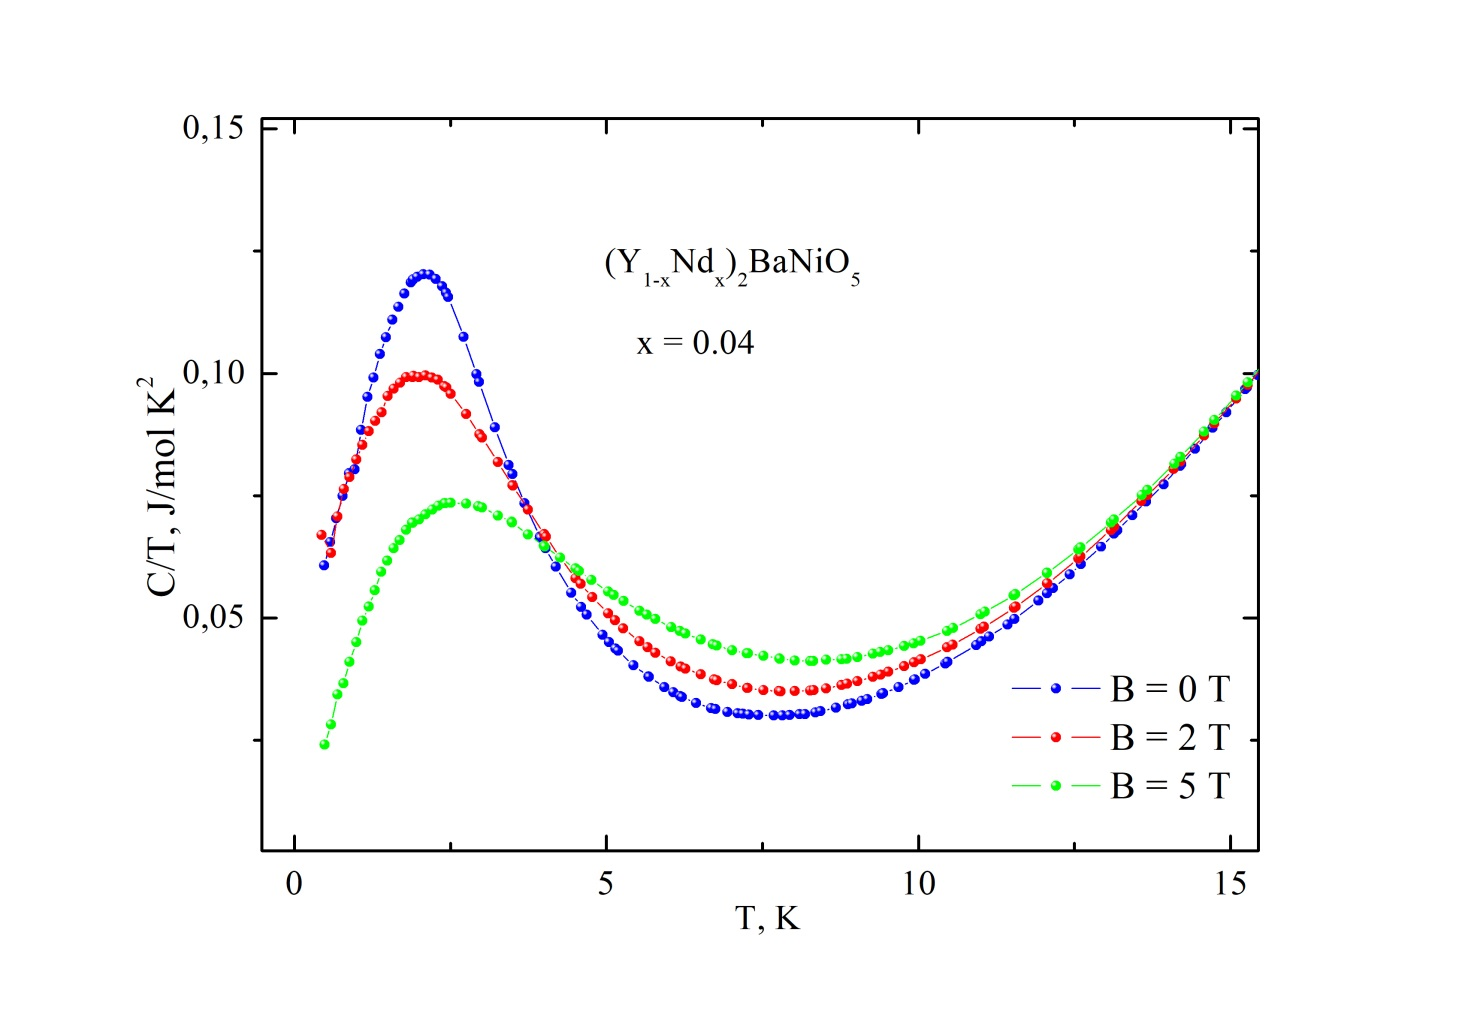 0,15
(Y1-xNdx)2BaNiO5
x = 0.04
0,10
C/T, J/mol K2
0,05
B = 0 T
B = 2 T
B = 5 T
0 5 10 15
T, K